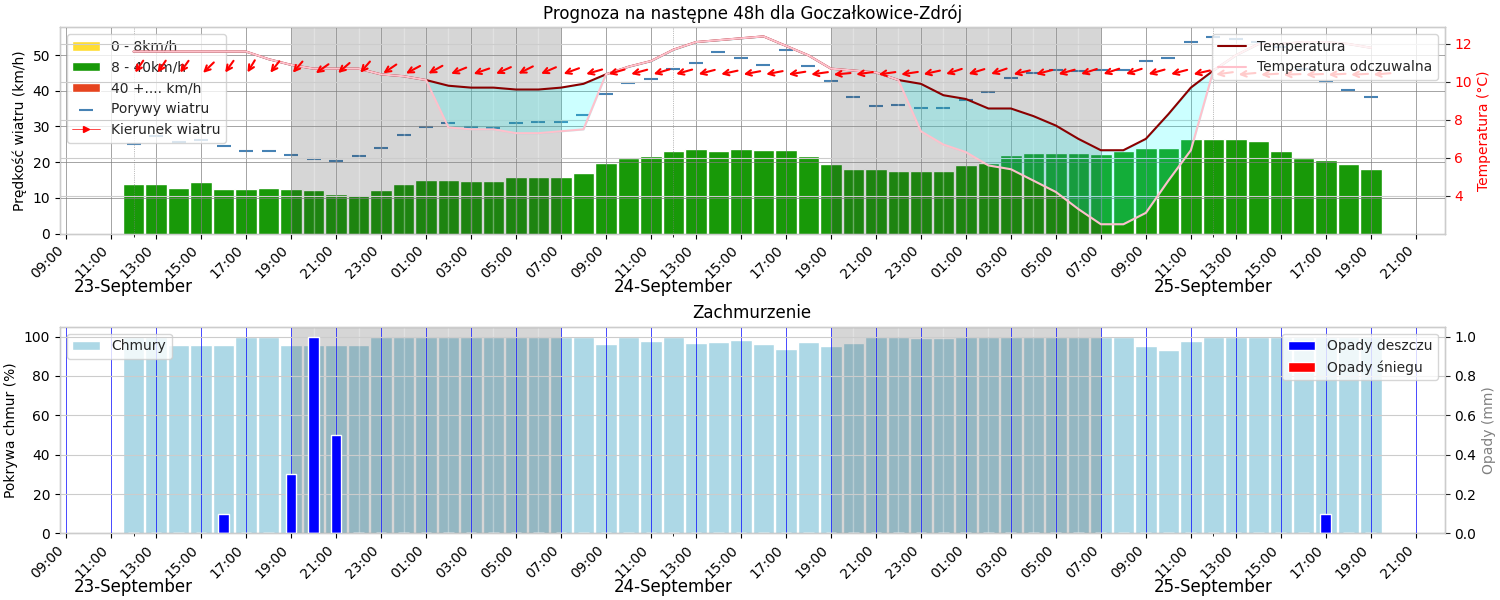 Prognoza na następne 48h dla Goczałkowice-Zdrój
Prędkość wiatru (km/h)
50
40
30
20
10
0
0 - 8km/h
8 - 40km/h
40 +.... km/h
Porywy wiatru
Kierunek wiatru
Temperatura
Temperatura odczuwalna
12
10
8
6
4
Temperatura (°C)
09:00 11:00 13:00 15:00 17:00 19:00 21:00 23:00 01:00 03:00 05:00 07:00 09:00 11:00 13:00 15:00 17:00 19:00 21:00 23:00 01:00 03:00 05:00 07:00 09:00 11:00 13:00 15:00 17:00 19:00 21:00
23-September 24-September 25-September
Zachmurzenie
Pokrywa chmur (%)
100
80
60
40
20
0
Chmury
Opady deszczu
Opady śniegu
1.0
0.8
0.6
0.4
0.2
0.0
Opady (mm)
09:00 11:00 13:00 15:00 17:00 19:00 21:00 23:00 01:00 03:00 05:00 07:00 09:00 11:00 13:00 15:00 17:00 19:00 21:00 23:00 01:00 03:00 05:00 07:00 09:00 11:00 13:00 15:00 17:00 19:00 21:00
23-September 24-September 25-September